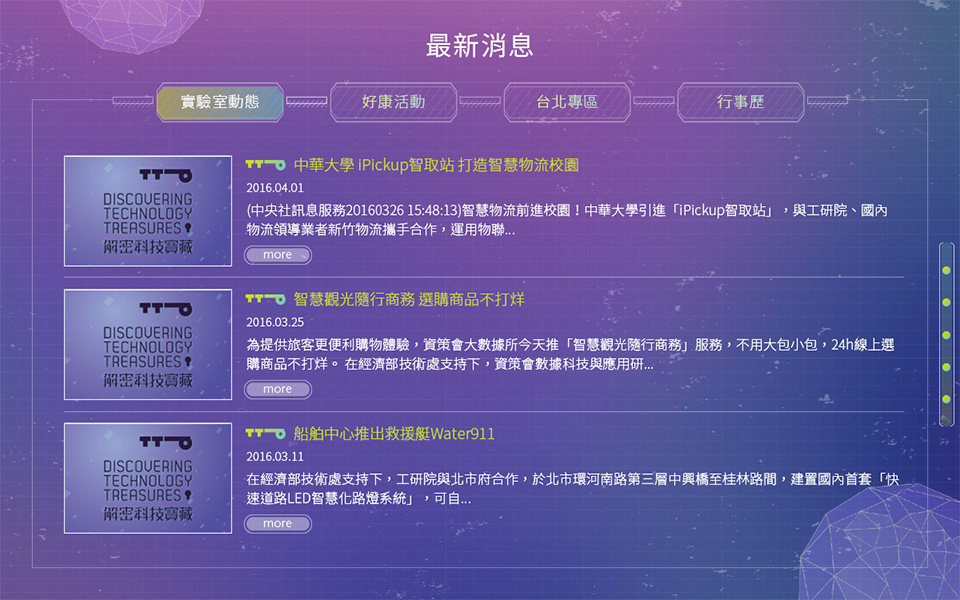 最新消息
實驗室動態
好康活動
台北專區
行事歷
DISCOVERING
TECHNOLOGY
TREASURES
解密科技寶藏
中華大學 iPickup智取站 打造智慧物流校園
2016.04.01
(中央社訊息服務20160326 15:48:13)智慧物流前進校園！中華大學引進「iPickup智取站」，與工研院、國內
物流領導業者新竹物流攜手合作，運用物聯...
more
DISCOVERING
TECHNOLOGY
TREASURES
解密科技寶藏
智慧觀光隨行商務 選購商品不打烊
2016.03.25
為提供旅客更便利購物體驗，資策會大數據所今天推「智慧觀光隨行商務」服務，不用大包小包，24h線上選
購商品不打烊。 在經濟部技術處支持下，資策會數據科技與應用研...
more
DISCOVERING
TECHNOLOGY
TREASURES
解密科技寶藏
船舶中心推出救援艇Water911
2016.03.11
在經濟部技術處支持下，工研院與北市府合作，於北市環河南路第三層中興橋至桂林路間，建置國內首套「快
速道路LED智慧化路燈系統」，可自...
more